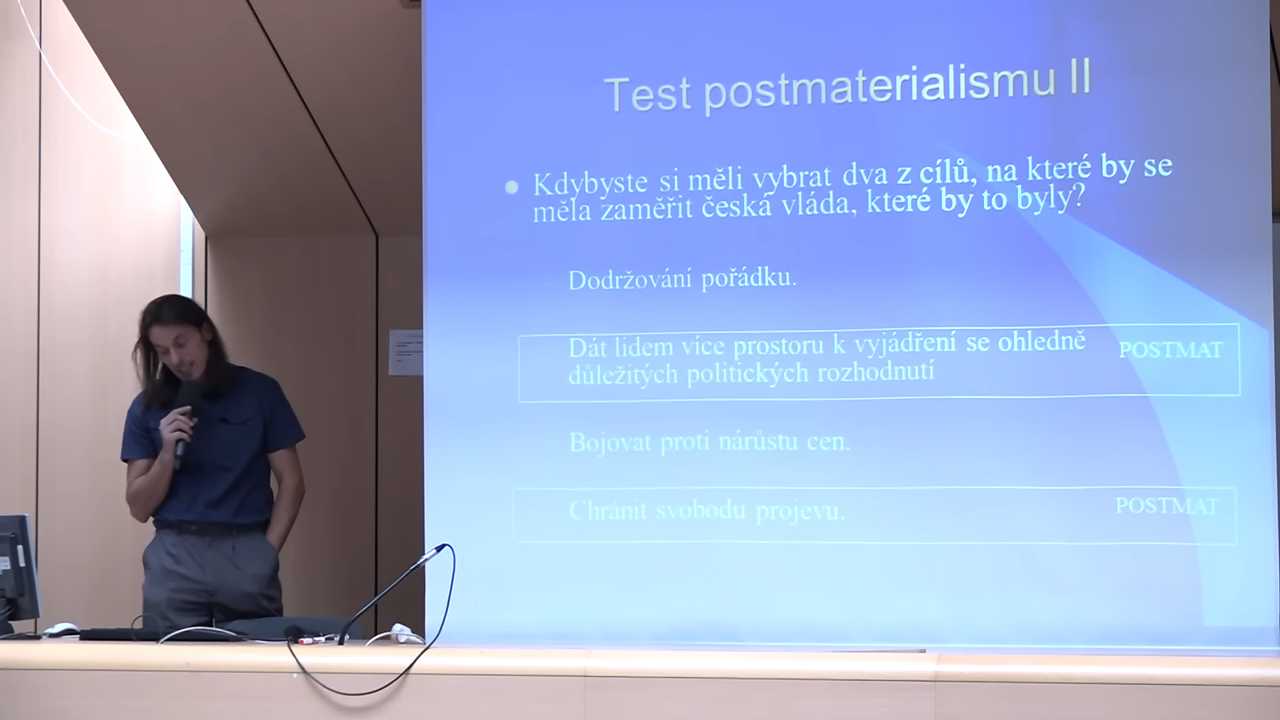 Test postmaterialismu II
Kdybyste si měli vybrat dva z cílů, na které by se
měla zaměřit česká vláda, které by to byly?
Dodržování pořádku.
Dát lidem více prostoru k vyjádření se ohledně
důležitých politických rozhodnutí
POSTMAT
Bojovat proti nárůstu cen.
Chránit svobodu projevu.
POSTMAT